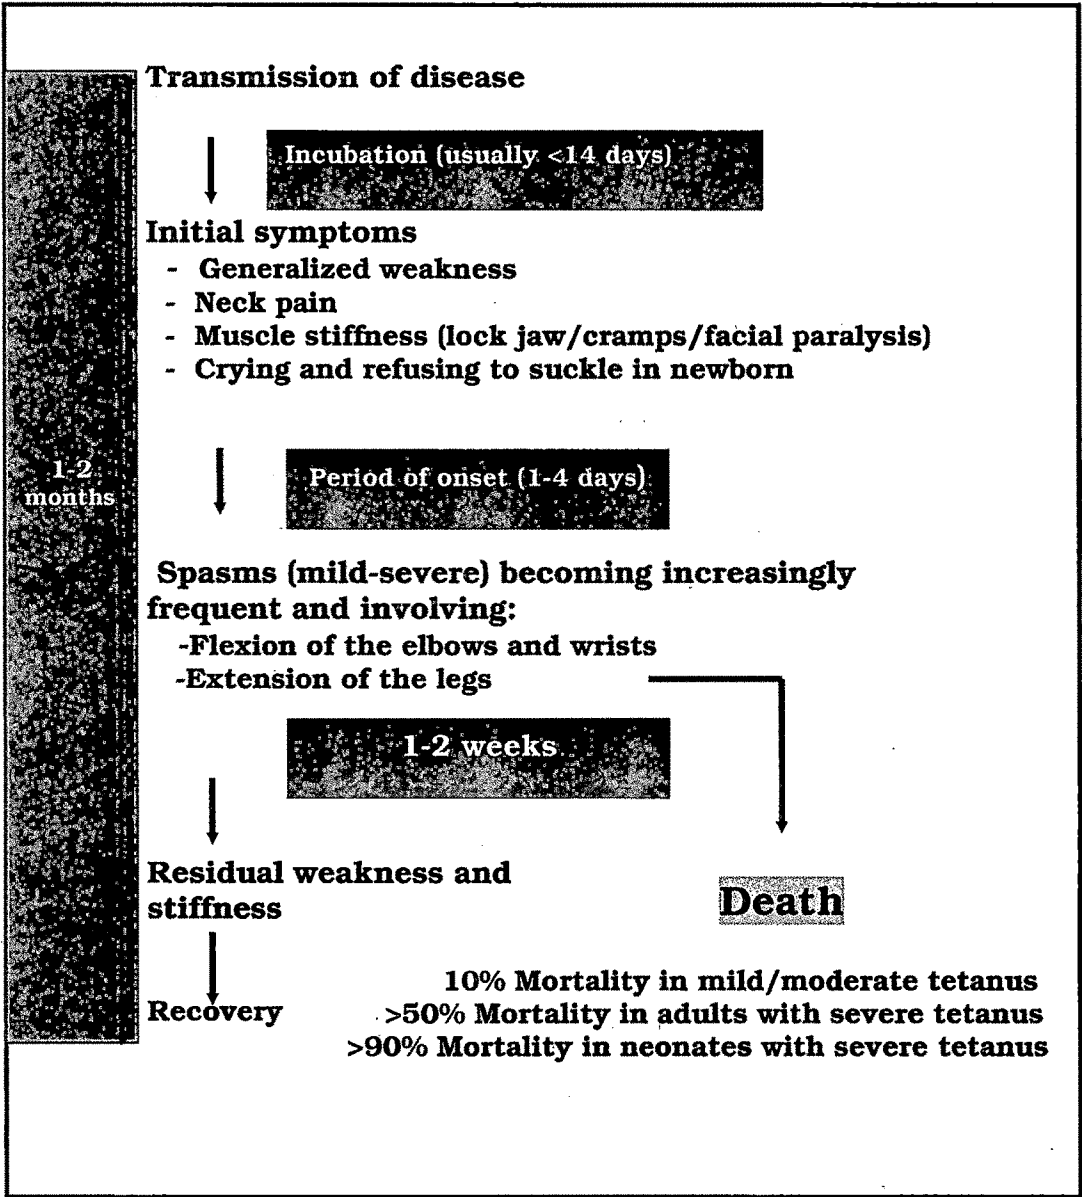 Transmission of disease
Incubation (usually <14 days)
Initial symptoms
- Generalized weakness
- Neck pain
- Muscle stiffness (lock jaw/cramps/facial paralysis)
- Crying and refusing to suckle in newborn
1-2
months
Period of onset (1-4 days)
Spasms (mild-severe) becoming increasingly
frequent and involving:
-Flexion of the elbows and wrists
-Extension of the legs
1-2 weeks
Residual weakness and
stiffness
Death
Recovery
10% Mortality in mild/moderate tetanus
>50% Mortality in adults with severe tetanus
>90% Mortality in neonates with severe tetanus